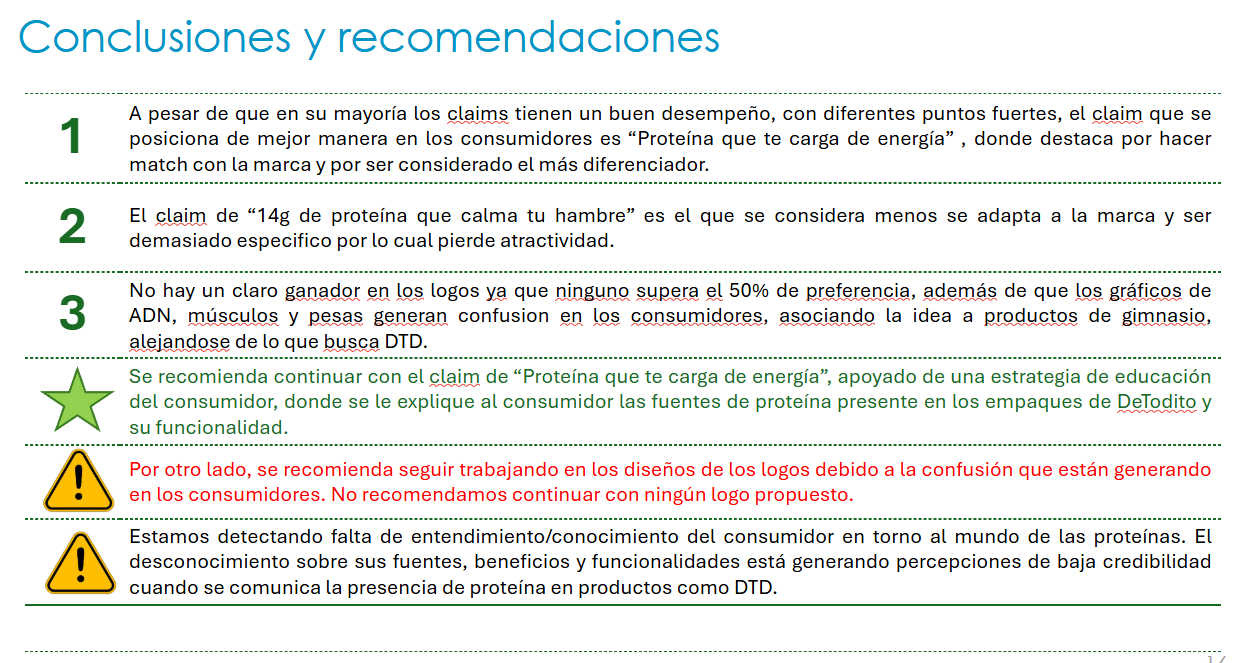 Conclusiones y recomendaciones
1
A pesar de que en su mayoría los claims tienen un buen desempeño, con diferentes puntos fuertes, el claim que se
posiciona de mejor manera en los consumidores es “Proteína que te carga de energía” , donde destaca por hacer
match con la marca y por ser considerado el más diferenciador.
2
El claim de “14g de proteína que calma tu hambre” es el que se considera menos se adapta a la marca y ser
demasiado especifico por lo cual pierde atractividad.
3
No hay un claro ganador en los logos ya que ninguno supera el 50% de preferencia, además de que los gráficos de
ADN, músculos y pesas generan confusion en los consumidores, asociando la idea a productos de gimnasio,
alejandose de lo que busca DTD.
Se recomienda continuar con el claim de “Proteína que te carga de energía”, apoyado de una estrategia de educación
del consumidor, donde se le explique al consumidor las fuentes de proteína presente en los empaques de DeTodito y
su funcionalidad.
Por otro lado, se recomienda seguir trabajando en los diseños de los logos debido a la confusión que están generando
en los consumidores. No recomendamos continuar con ningún logo propuesto.
Estamos detectando falta de entendimiento/conocimiento del consumidor en torno al mundo de las proteínas. El
desconocimiento sobre sus fuentes, beneficios y funcionalidades está generando percepciones de baja credibilidad
cuando se comunica la presencia de proteína en productos como DTD.